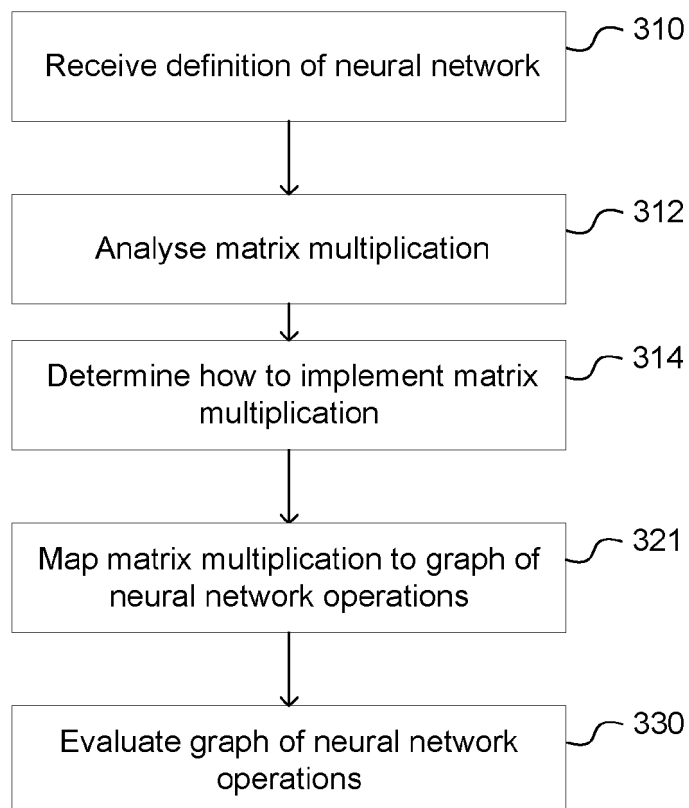 310
Receive definition of neural network
312
Analyse matrix multiplication
314
Determine how to implement matrix
multiplication
321
Map matrix multiplication to graph of
neural network operations
330
Evaluate graph of neural network
operations